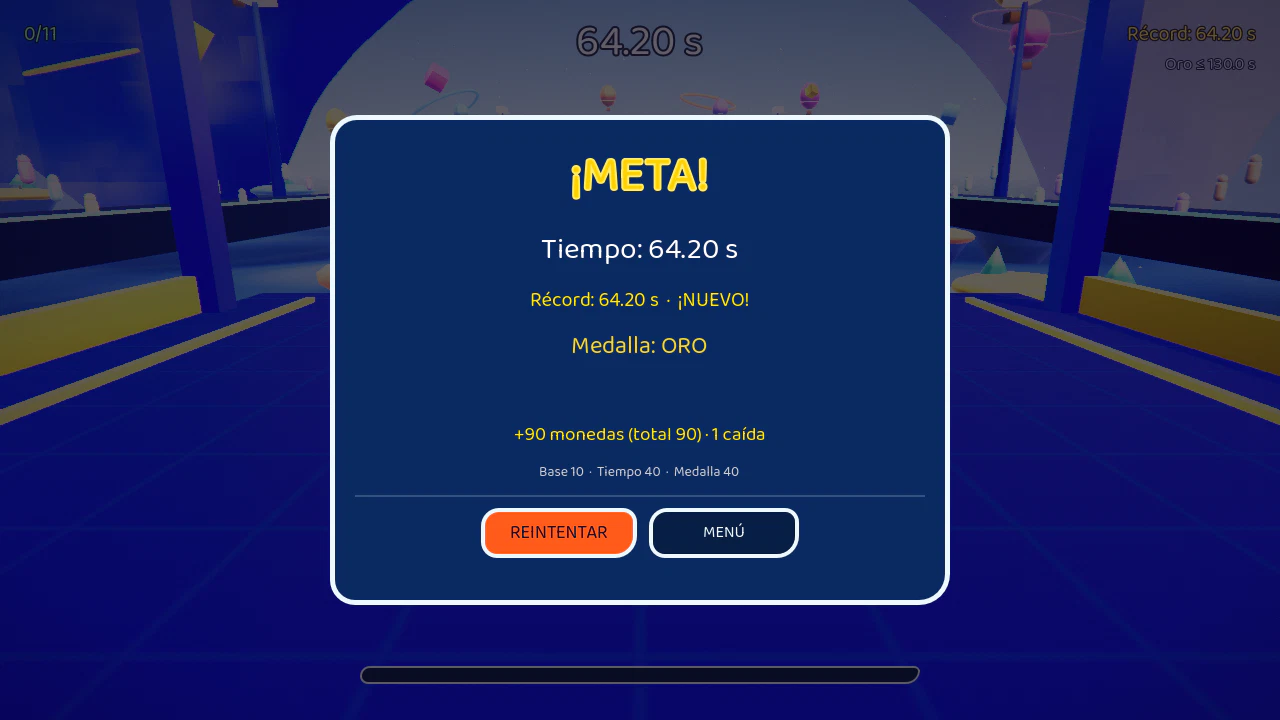 0/11
64.20 s
Récord: 64.20 s
Oro ≤ 130.0 s
¡META!
Tiempo: 64.20 s
Récord: 64.20 s · ¡NUEVO!
Medalla: ORO
+90 monedas (total 90) · 1 caída
Base 10 · Tiempo 40 · Medalla 40
REINTENTAR
MENÚ